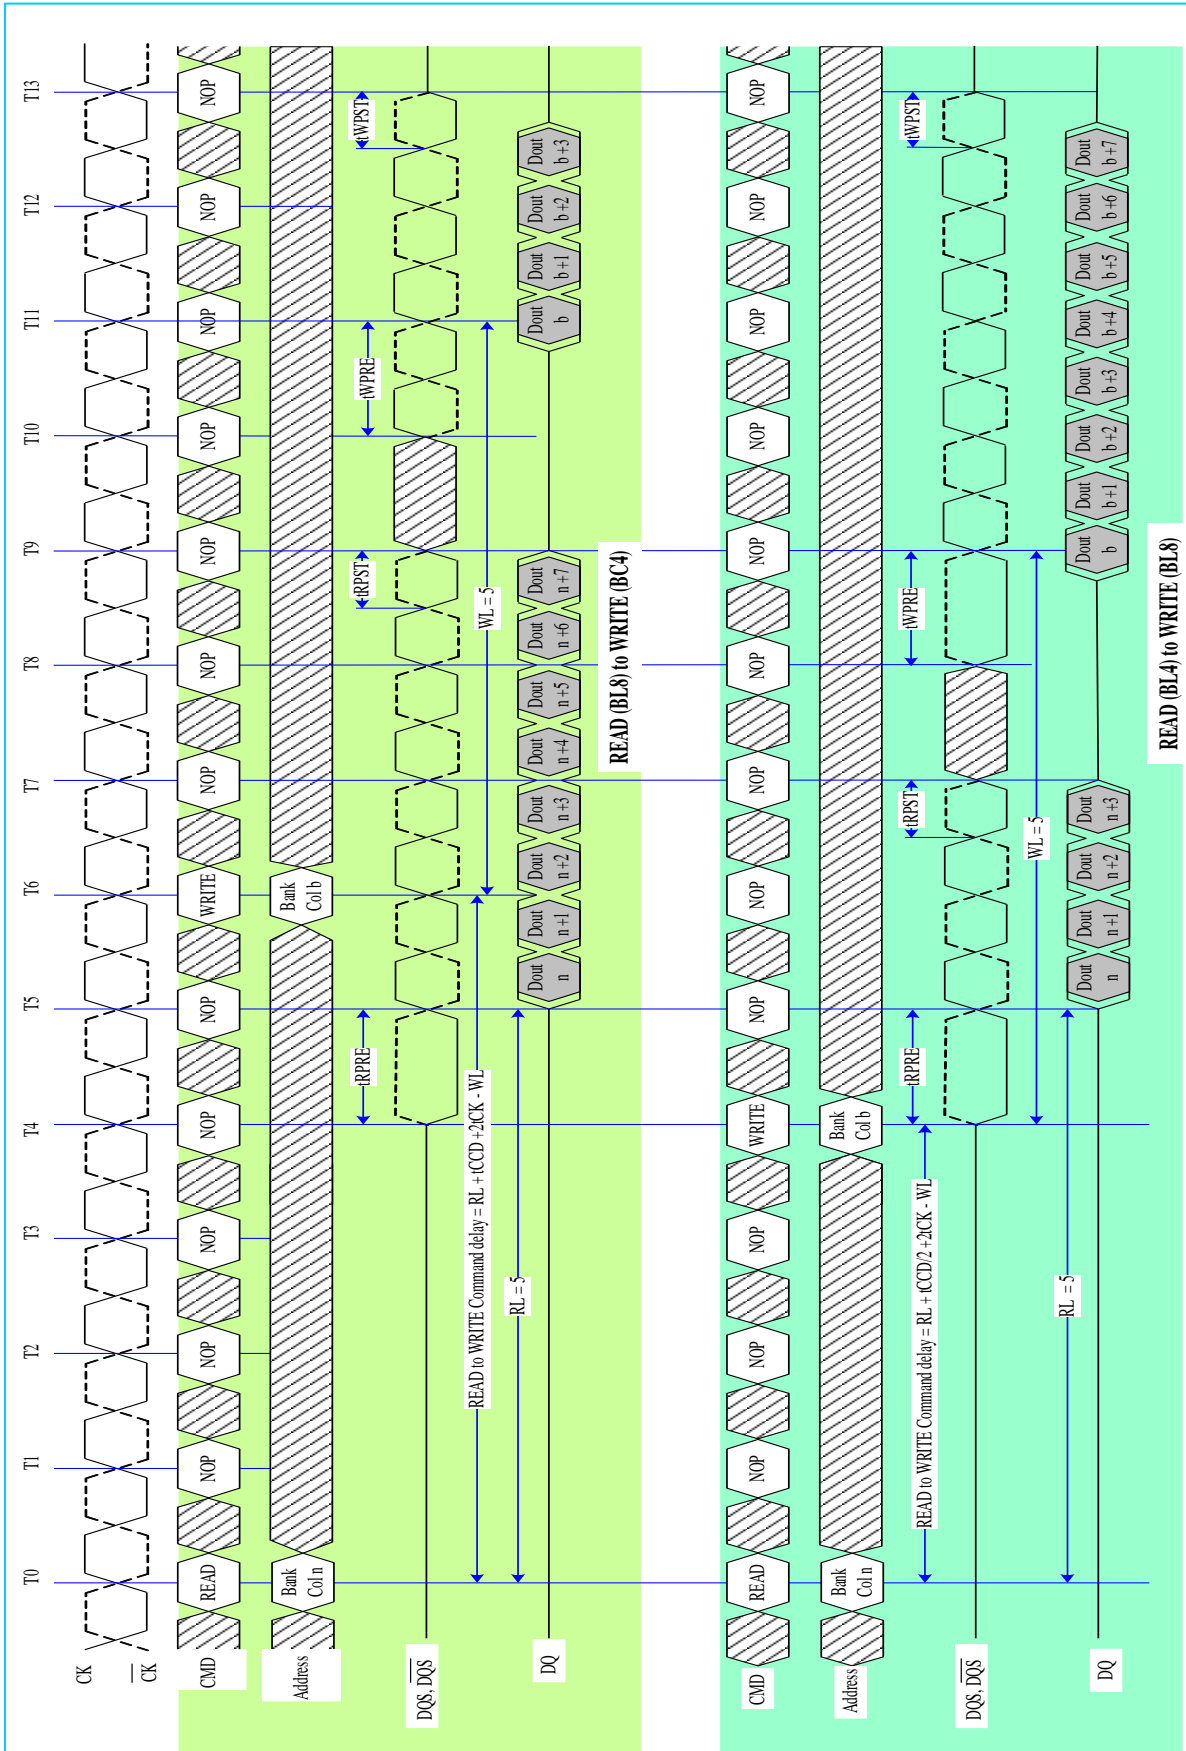 T0 T1 T2 T3 T4 T5 T6 T7 T8 T9 T10 T11 T12 T13
CK
CK
CMD READ NOP NOP NOP NOP NOP WRITE NOP NOP NOP NOP NOP NOP NOP
Address Bank Col n Bank Col b
tRPRE tRPST tWPRE tWPST
DQS, DQS
READ to WRITE Command delay = RL + tCCD +2tCK - WL WL = 5
RL = 5
DQ Dout n Dout n+1 Dout n+2 Dout n+3 Dout n+4 Dout n+5 Dout n+6 Dout n+7 Dout b Dout b+1 Dout b+2 Dout b+3
READ (BL8) to WRITE (BC4)
CMD READ NOP NOP NOP WRITE NOP NOP NOP NOP NOP NOP NOP NOP NOP
Address Bank Col n Bank Col b
READ to WRITE Command delay = RL + tCCD/2 +2tCK - WL tRPRE tRPST tWPRE tWPST
DQS, DQS
WL = 5
RL = 5
DQ Dout n Dout n+1 Dout n+2 Dout n+3 Dout b Dout b+1 Dout b+2 Dout b+3 Dout b+4 Dout b+5 Dout b+6 Dout b+7
READ (BL4) to WRITE (BL8)